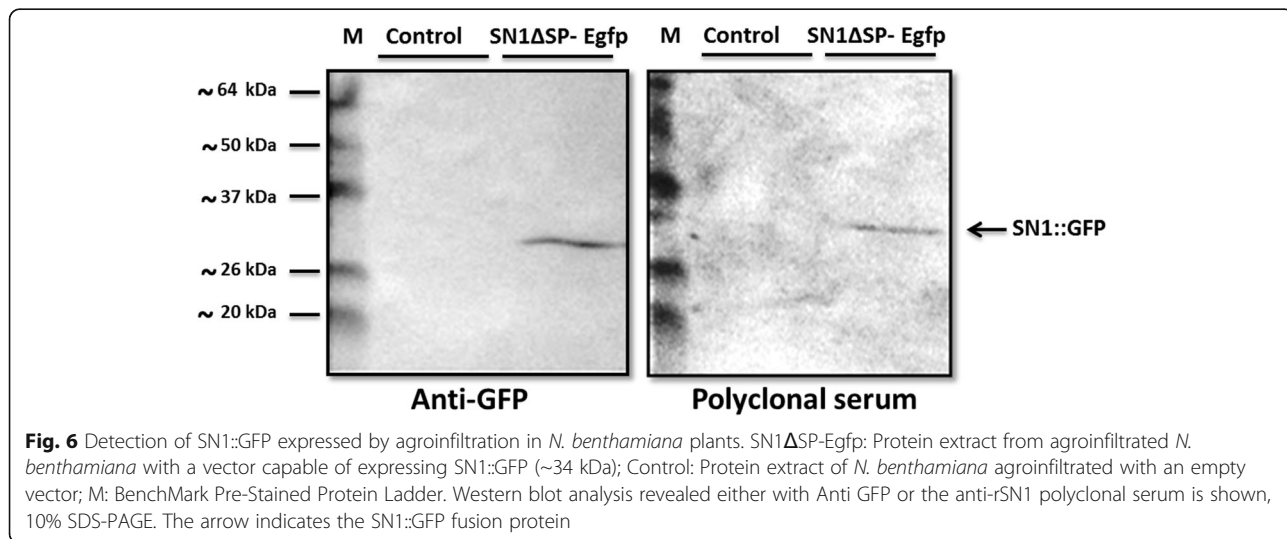 M Control SN1ΔSP- Egfp M Control SN1ΔSP- Egfp
~ 64 kDa
~ 50 kDa
~ 37 kDa
SN1::GFP
~ 26 kDa
~ 20 kDa
Anti-GFP Polyclonal serum
Fig. 6 Detection of SN1::GFP expressed by agroinfiltration in N. benthamiana plants. SN1ΔSP-Egfp: Protein extract from agroinfiltrated N.
benthamiana with a vector capable of expressing SN1::GFP (~34 kDa); Control: Protein extract of N. benthamiana agroinfiltrated with an empty
vector; M: BenchMark Pre-Stained Protein Ladder. Western blot analysis revealed either with Anti GFP or the anti-rSN1 polyclonal serum is shown,
10% SDS-PAGE. The arrow indicates the SN1::GFP fusion protein